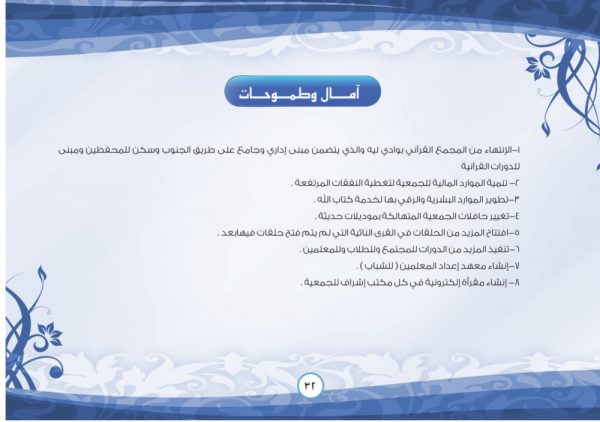 آمال وطموحات
١-الإنتهاء من المجمع القرآني بوادي ليه والذي يتضمن مبنى إداري وجامع على طريق الجنوب وسكن للمحفظين ومبنى
للدورات القرآنية
٢- تنمية الموارد المالية للجمعية لتغطية النفقات المرتفعة .
٣-تطوير الموارد البشرية والرقي بها لخدمة كتاب الله .
٤-تغيير حافلات الجمعية المتهالكة بموديلات حديثة .
٥-افتتاح المزيد من الحلقات في القرى النائية التي لم يتم فتح حلقات فيهابعد .
٦-تنفيذ المزيد من الدورات للمجتمع وللطلاب وللمعلمين .
٧-إنشاء معهد إعداد المعلمين ( للشباب ) .
٨- إنشاء مقرأة إلكترونية في كل مكتب إشراف للجمعية .
٣٢